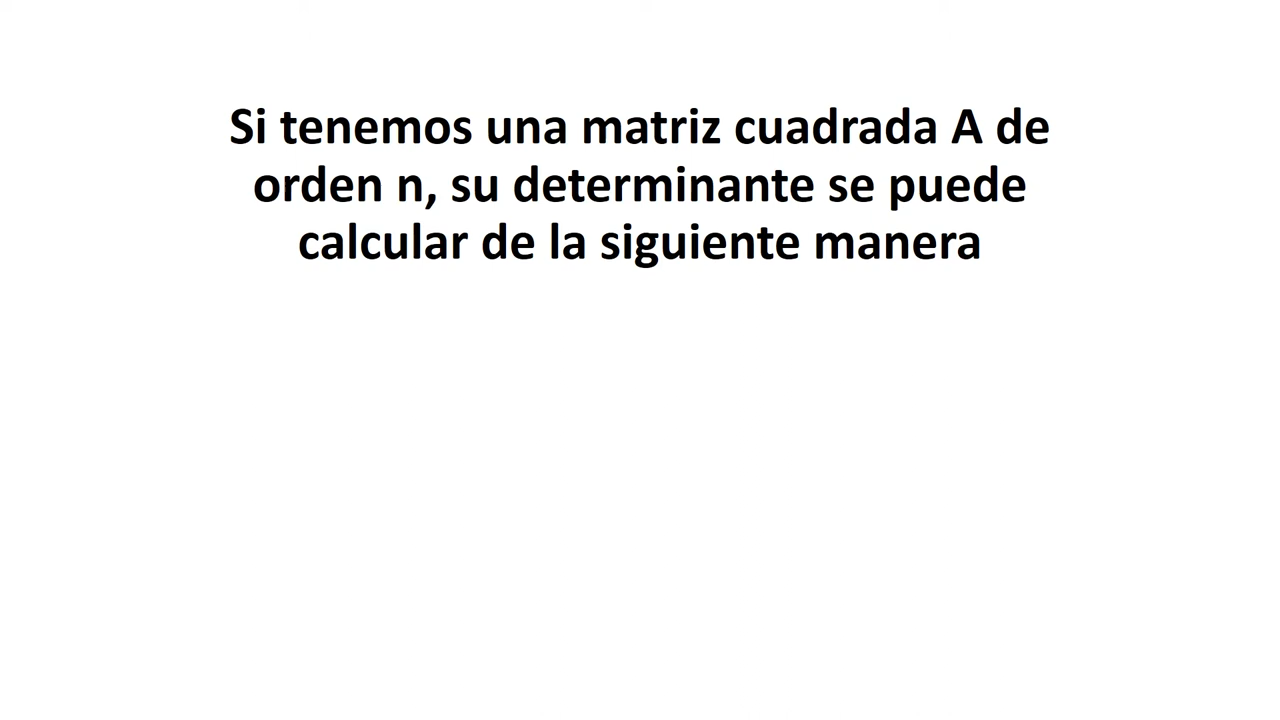 Si tenemos una matriz cuadrada A de
orden n, su determinante se puede
calcular de la siguiente manera